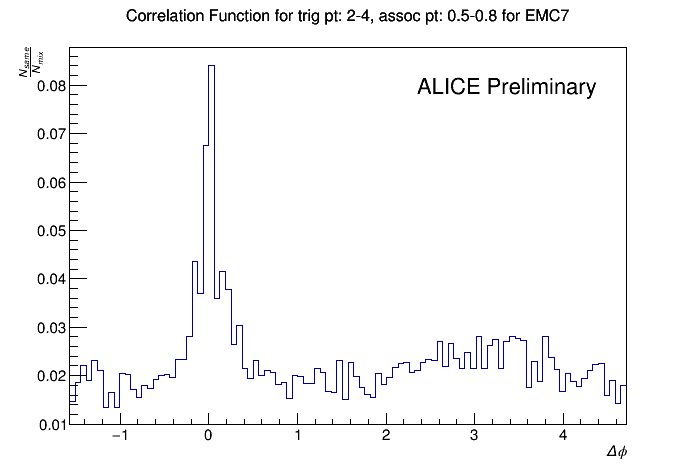 Correlation Function for trig pt: 2-4, assoc pt: 0.5-0.8 for EMC7
N_same
N_mix
ALICE Preliminary
0.08
0.07
0.06
0.05
0.04
0.03
0.02
0.01
−1 0 1 2 3 4
Δϕ